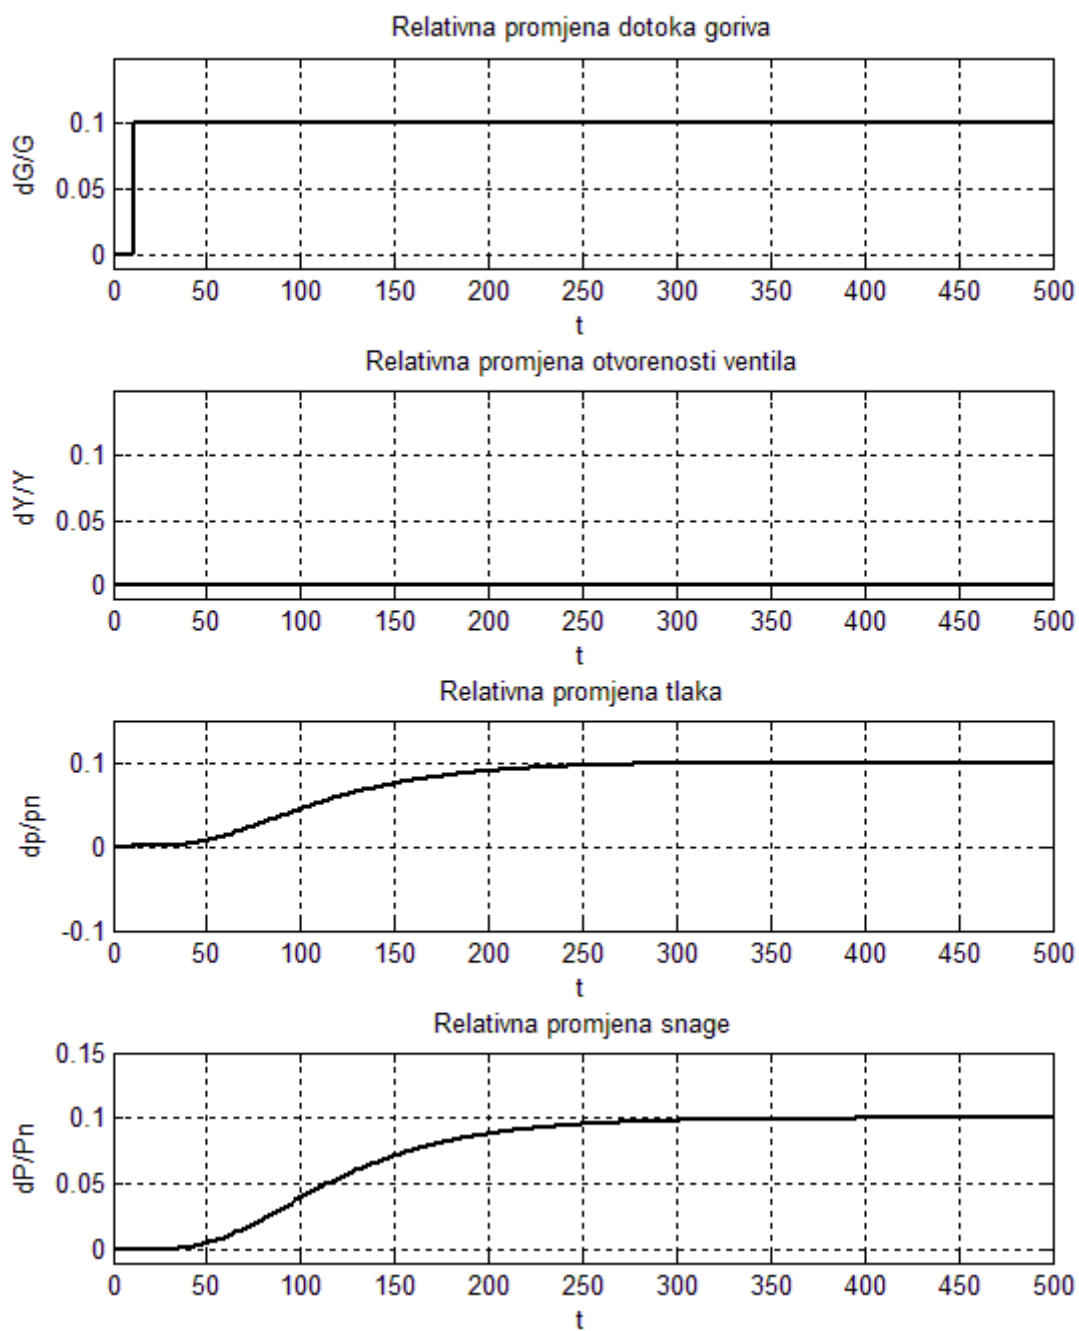 Relativna promjena dotoka goriva
dG/G
0.1
0.05
0
0 50 100 150 200 250 300 350 400 450 500
t
Relativna promjena otvorenosti ventila
dY/Y
0.1
0.05
0
0 50 100 150 200 250 300 350 400 450 500
t
Relativna promjena tlaka
dp/pn
0.1
0
-0.1
0 50 100 150 200 250 300 350 400 450 500
t
Relativna promjena snage
dP/Pn
0.15
0.1
0.05
0
0 50 100 150 200 250 300 350 400 450 500
t